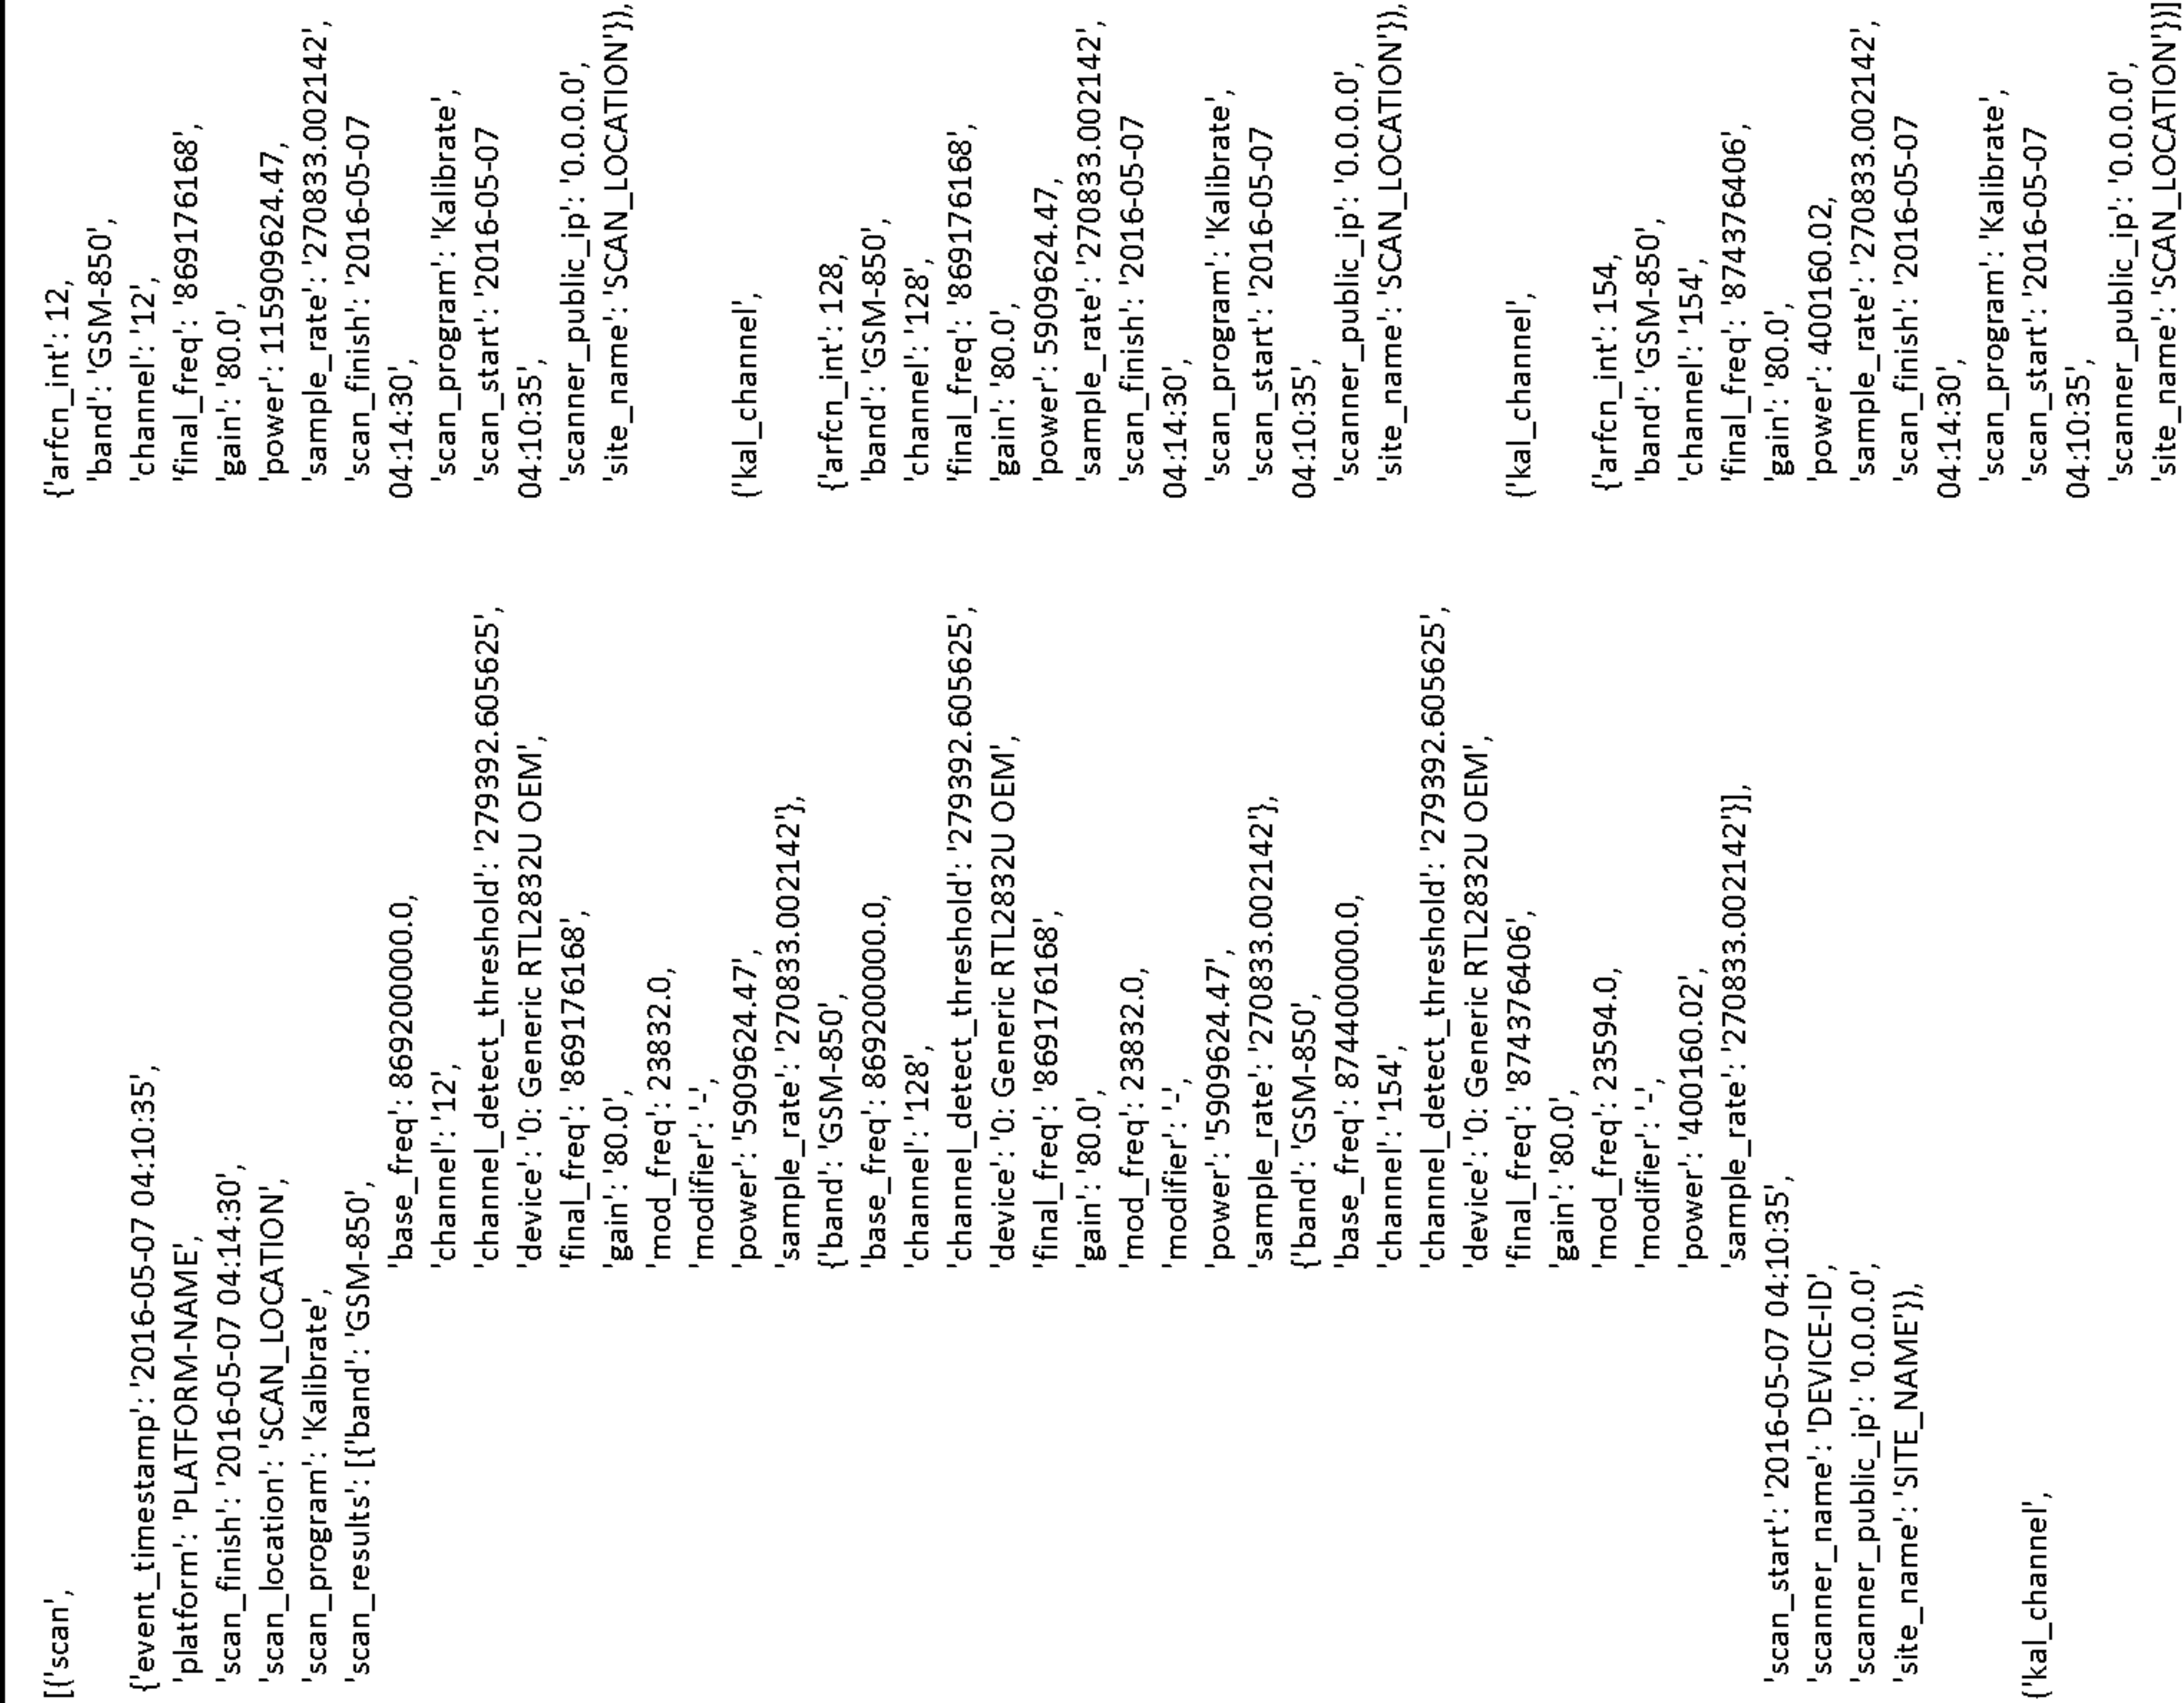 [('scan',
{'event_timestamp': '2016-05-07 04:10:35',
'platform': 'PLATFORM-NAME',
'scan_finish': '2016-05-07 04:14:30',
'scan_location': 'SCAN_LOCATION',
'scan_program': 'Kalibrate',
'scan_results': [{'band': 'GSM-850',
'base_freq': 869200000.0,
'channel': '12',
'channel_detect_threshold': '279392.605625',
'device': '0: Generic RTL2832U OEM',
'final_freq': '869176168',
'gain': '80.0',
'mod_freq': 23832.0,
'modifier': '-',
'power': '5909624.47',
'sample_rate': '270833.002142'},
{'band': 'GSM-850',
'base_freq': 869200000.0,
'channel': '128',
'channel_detect_threshold': '279392.605625',
'device': '0: Generic RTL2832U OEM',
'final_freq': '869176168',
'gain': '80.0',
'mod_freq': 23832.0,
'modifier': '-',
'power': '5909624.47',
'sample_rate': '270833.002142'},
{'band': 'GSM-850',
'base_freq': 874400000.0,
'channel': '154',
'channel_detect_threshold': '279392.605625',
'device': '0: Generic RTL2832U OEM',
'final_freq': '874376406',
'gain': '80.0',
'mod_freq': 23594.0,
'modifier': '-',
'power': '400160.02',
'sample_rate': '270833.002142'}],
'scan_start': '2016-05-07 04:10:35',
'scanner_name': 'DEVICE-ID',
'scanner_public_ip': '0.0.0.0',
'site_name': 'SITE_NAME'}),
('kal_channel',
{'arfcn_int': 12,
'band': 'GSM-850',
'channel': '12',
'final_freq': '869176168',
'gain': '80.0',
'power': 115909624.47,
'sample_rate': '270833.002142',
'scan_finish': '2016-05-07
04:14:30',
'scan_program': 'Kalibrate',
'scan_start': '2016-05-07
04:10:35',
'scanner_public_ip': '0.0.0.0',
'site_name': 'SCAN_LOCATION'}),
('kal_channel',
{'arfcn_int': 128,
'band': 'GSM-850',
'channel': '128',
'final_freq': '869176168',
'gain': '80.0',
'power': 5909624.47,
'sample_rate': '270833.002142',
'scan_finish': '2016-05-07
04:14:30',
'scan_program': 'Kalibrate',
'scan_start': '2016-05-07
04:10:35',
'scanner_public_ip': '0.0.0.0',
'site_name': 'SCAN_LOCATION'}),
('kal_channel',
{'arfcn_int': 154,
'band': 'GSM-850',
'channel': '154',
'final_freq': '874376406',
'gain': '80.0',
'power': 400160.02,
'sample_rate': '270833.002142',
'scan_finish': '2016-05-07
04:14:30',
'scan_program': 'Kalibrate',
'scan_start': '2016-05-07
04:10:35',
'scanner_public_ip': '0.0.0.0',
'site_name': 'SCAN_LOCATION'})]